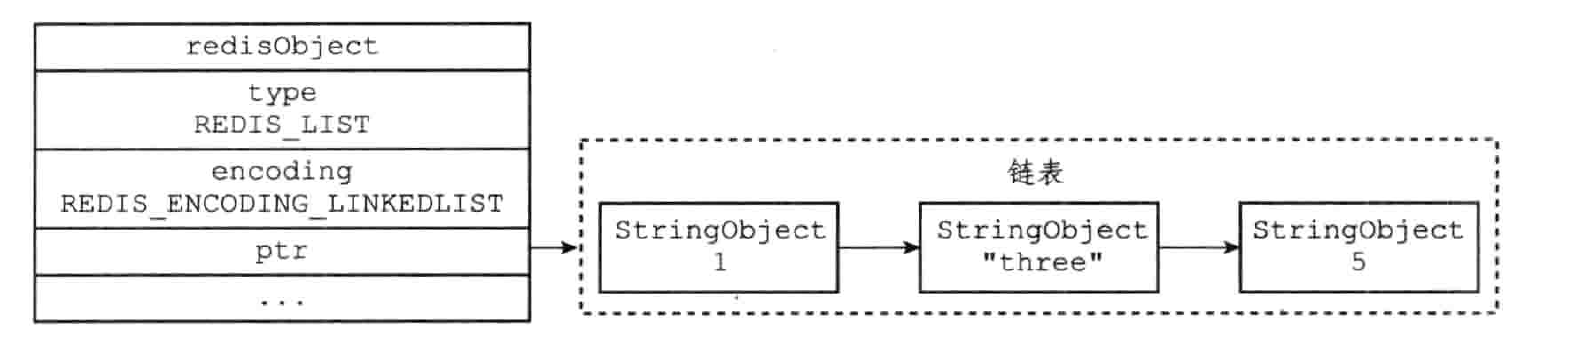 redisObject
type
REDIS_LIST
encoding
REDIS_ENCODING_LINKEDLIST
ptr
...
链表
StringObject
1
StringObject
"three"
StringObject
5